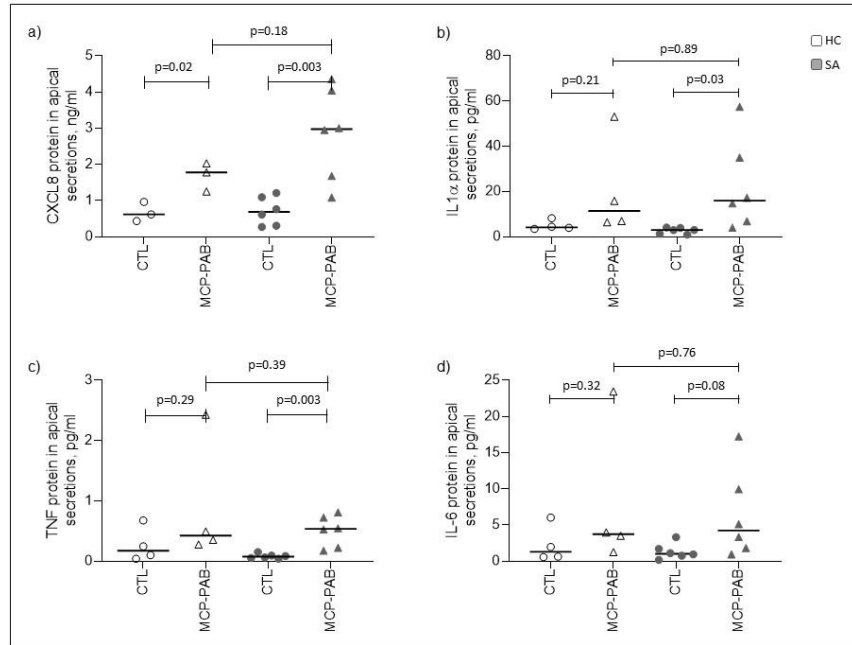 a)
p=0.18
p=0.02
p=0.003
CXCL8 protein in apical
secretions, ng/ml
5
4
3
2
1
0
CTL
MCP-PAB
CTL
MCP-PAB
b)
p=0.89
p=0.21
p=0.03
IL1α protein in apical
secretions, pg/ml
80
60
40
20
0
CTL
MCP-PAB
CTL
MCP-PAB
HC
SA
c)
p=0.39
p=0.29
p=0.003
TNF protein in apical
secretions, pg/ml
3
2
1
0
CTL
MCP-PAB
CTL
MCP-PAB
d)
p=0.76
p=0.32
p=0.08
IL-6 protein in apical
secretions, pg/ml
25
20
15
10
5
0
CTL
MCP-PAB
CTL
MCP-PAB